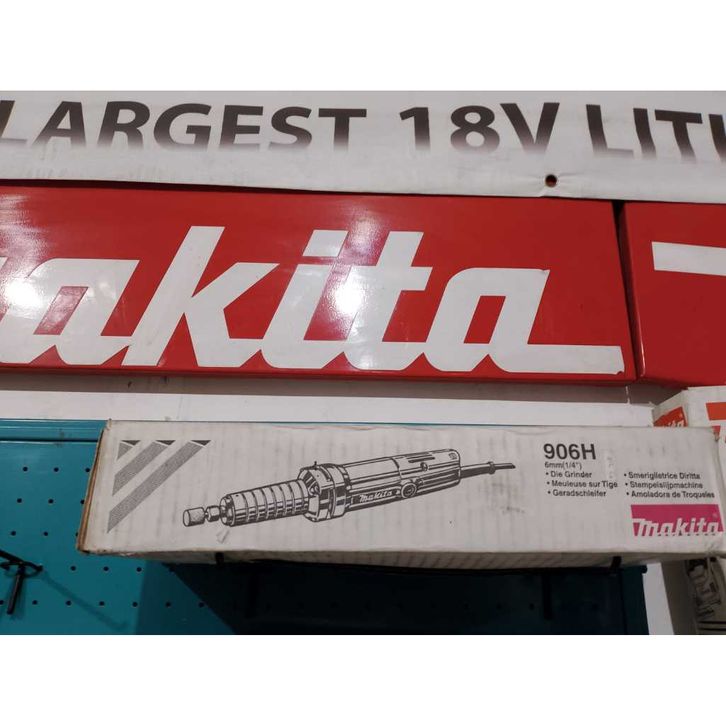 LARGEST 18V LITH
makita
906H
6mm(1/4")
• Die Grinder
• Meuleuse sur Tige
• Geradschleifer
• Smerigliatrice Diritta
• Stempelslijpmachine
• Amoladora de Troqueles
makita
makita